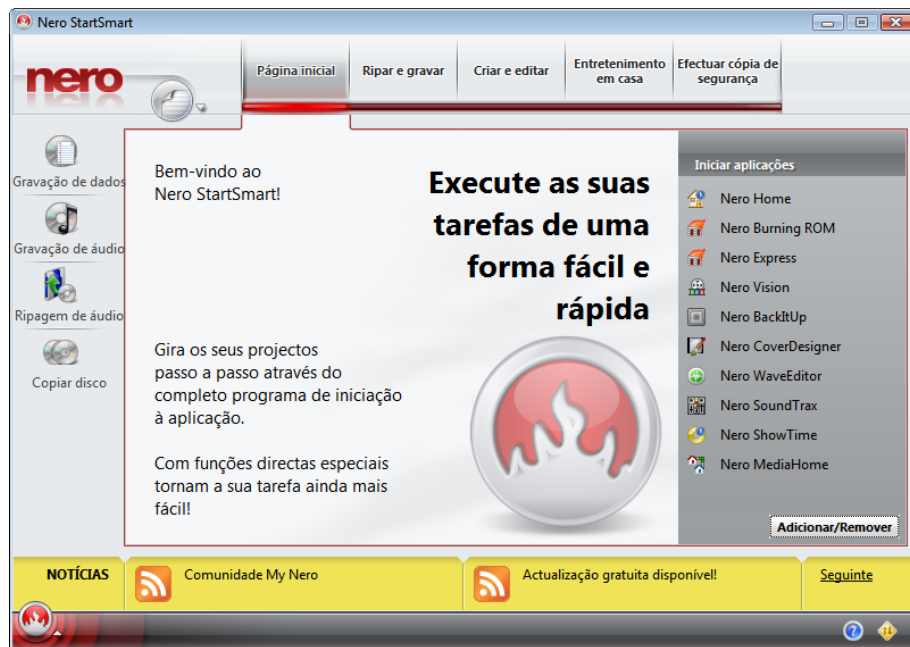 Nero StartSmart
nero
Página inicial
Ripar e gravar
Criar e editar
Entretenimento
em casa
Efectuar cópia de
segurança
Gravação de dados
Gravação de áudio
Ripagem de áudio
Copiar disco
Bem-vindo ao
Nero StartSmart!
Execute as suas
tarefas de uma
forma fácil e
rápida
Gira os seus projectos
passo a passo através do
completo programa de iniciação
à aplicação.
Com funções directas especiais
tornam a sua tarefa ainda mais
fácil!
Iniciar aplicações
Nero Home
Nero Burning ROM
Nero Express
Nero Vision
Nero BackItUp
Nero CoverDesigner
Nero WaveEditor
Nero SoundTrax
Nero ShowTime
Nero MediaHome
Adicionar/Remover
NOTÍCIAS
Comunidade My Nero
Actualização gratuita disponível!
Seguinte